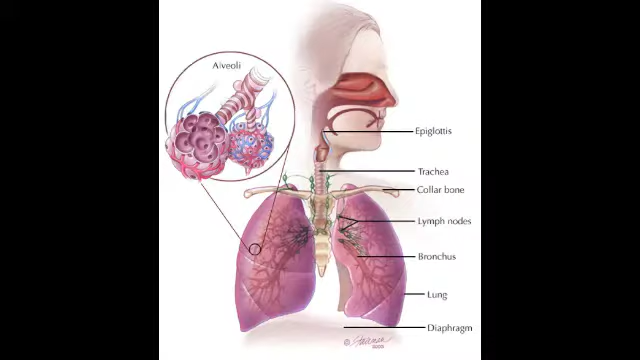 Alveoli
Epiglottis
Trachea
Collar bone
Lymph nodes
Bronchus
Lung
Diaphragm
©